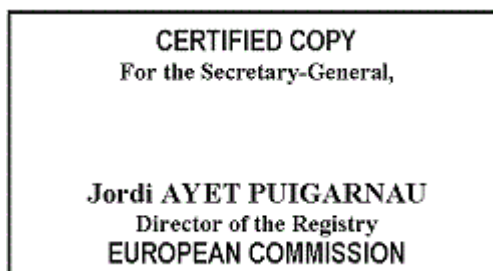 CERTIFIED COPY
For the Secretary-General,
Jordi AYET PUIGARNAU
Director of the Registry
EUROPEAN COMMISSION